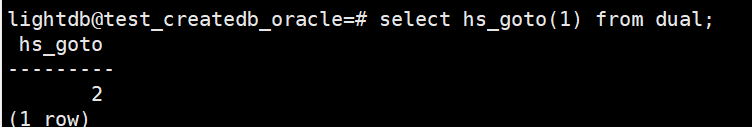 lightdb@test_createdb_oracle=# select hs_goto(1) from dual;
 hs_goto
---------
       2
(1 row)